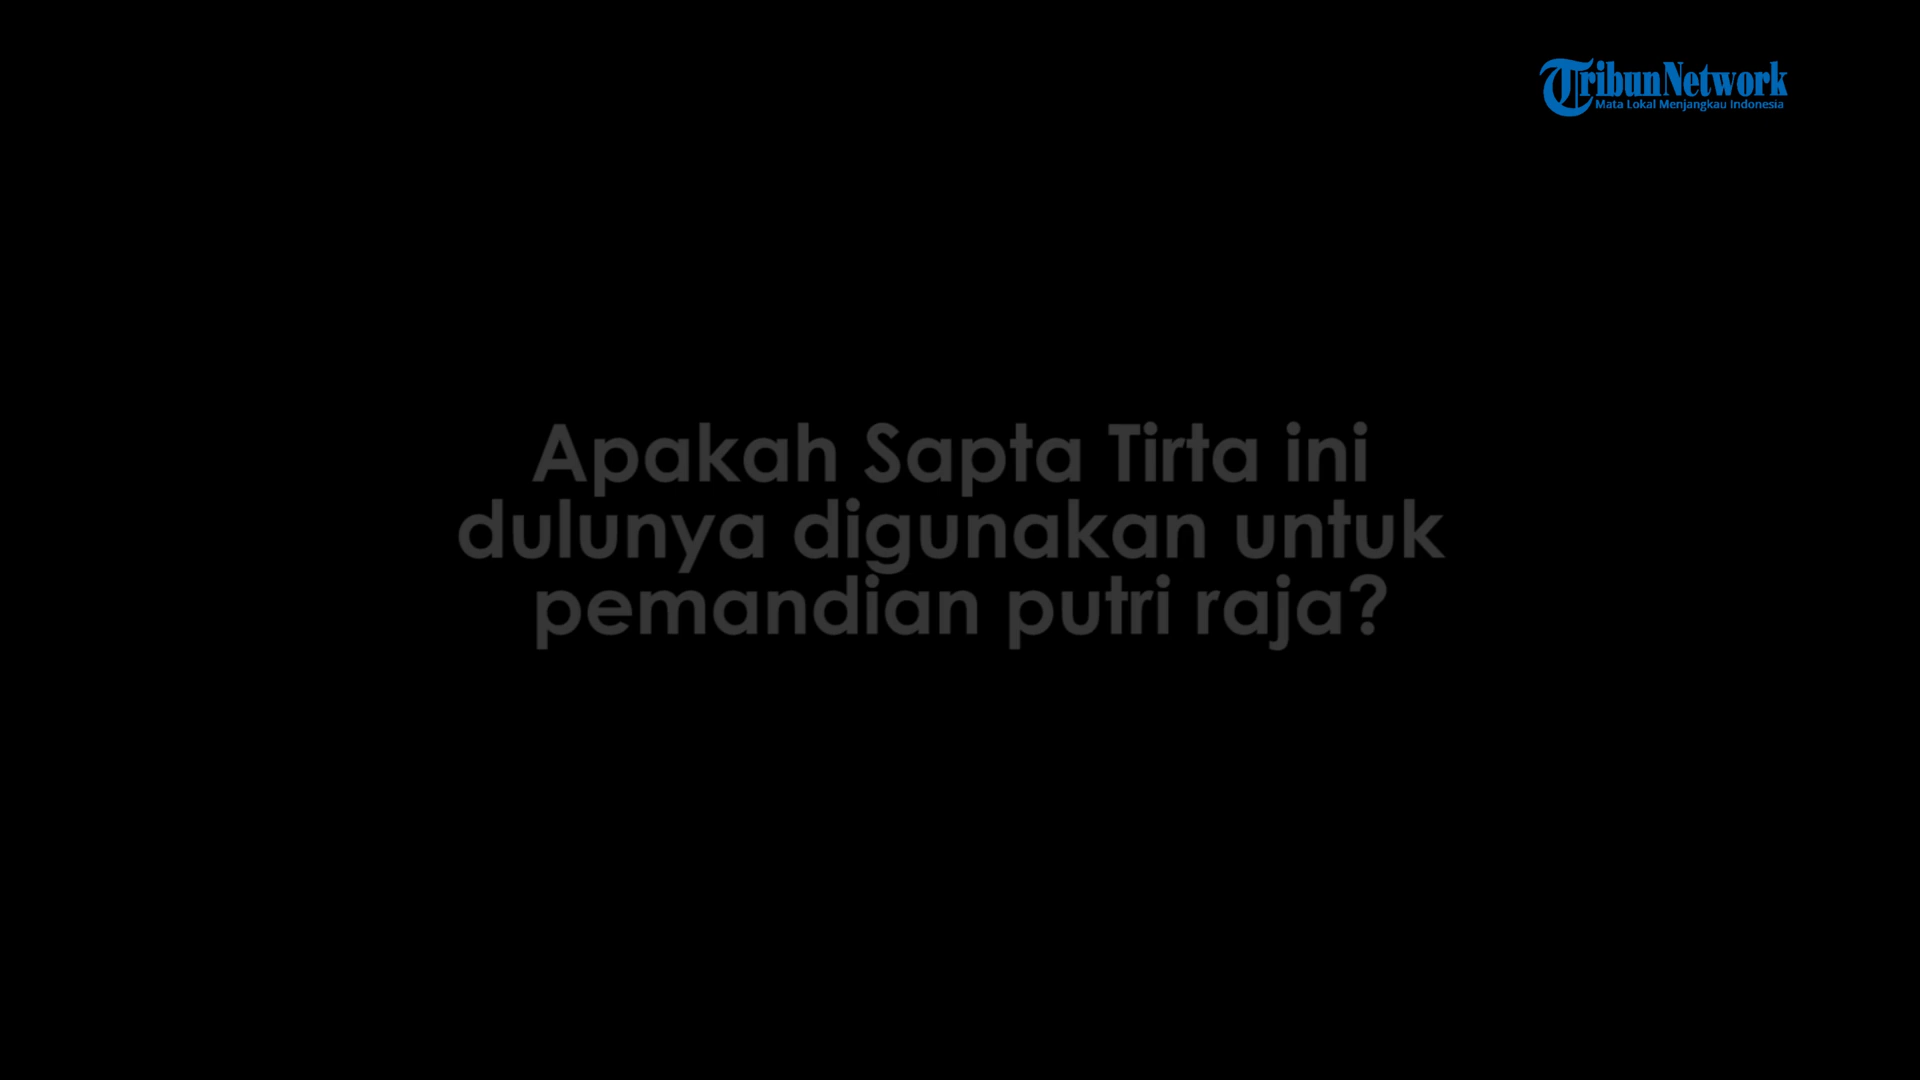 TribunNetwork
Mata Lokal Menjangkau Indonesia
Apakah Sapta Tirta ini
dulunya digunakan untuk
pemandian putri raja?